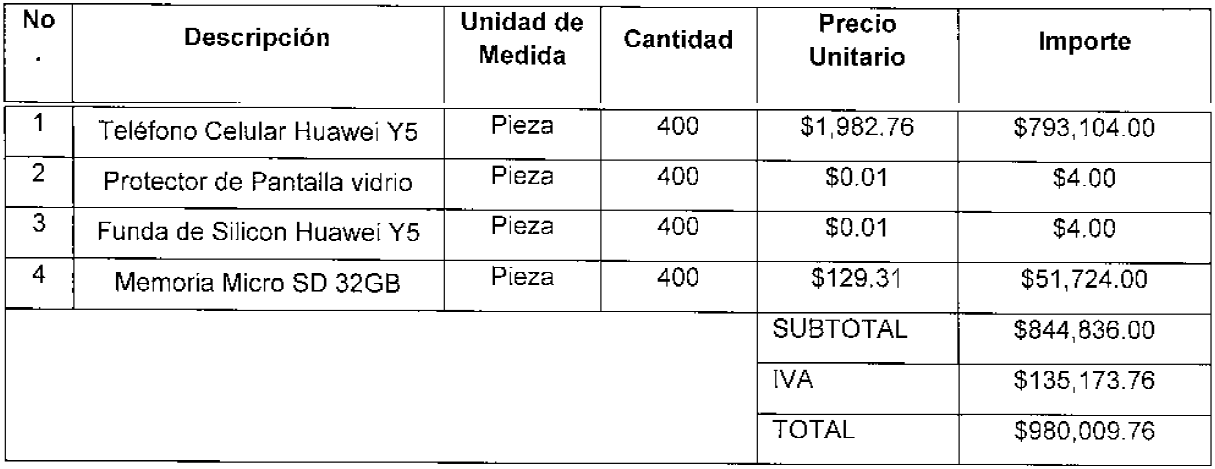 No. Descripción Unidad de Medida Cantidad Precio Unitario Importe
1 Teléfono Celular Huawei Y5 Pieza 400 $1,982.76 $793,104.00
2 Protector de Pantalla vidrio Pieza 400 $0.01 $4.00
3 Funda de Silicon Huawei Y5 Pieza 400 $0.01 $4.00
4 Memoria Micro SD 32GB Pieza 400 $129.31 $51,724.00
SUBTOTAL $844,836.00
IVA $135,173.76
TOTAL $980,009.76